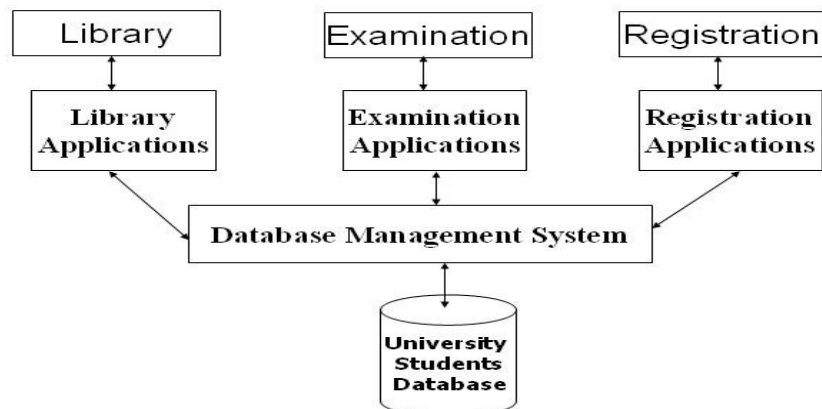 Library
Examination
Registration
Library
Applications
Examination
Applications
Registration
Applications
Database Management System
University
Students
Database